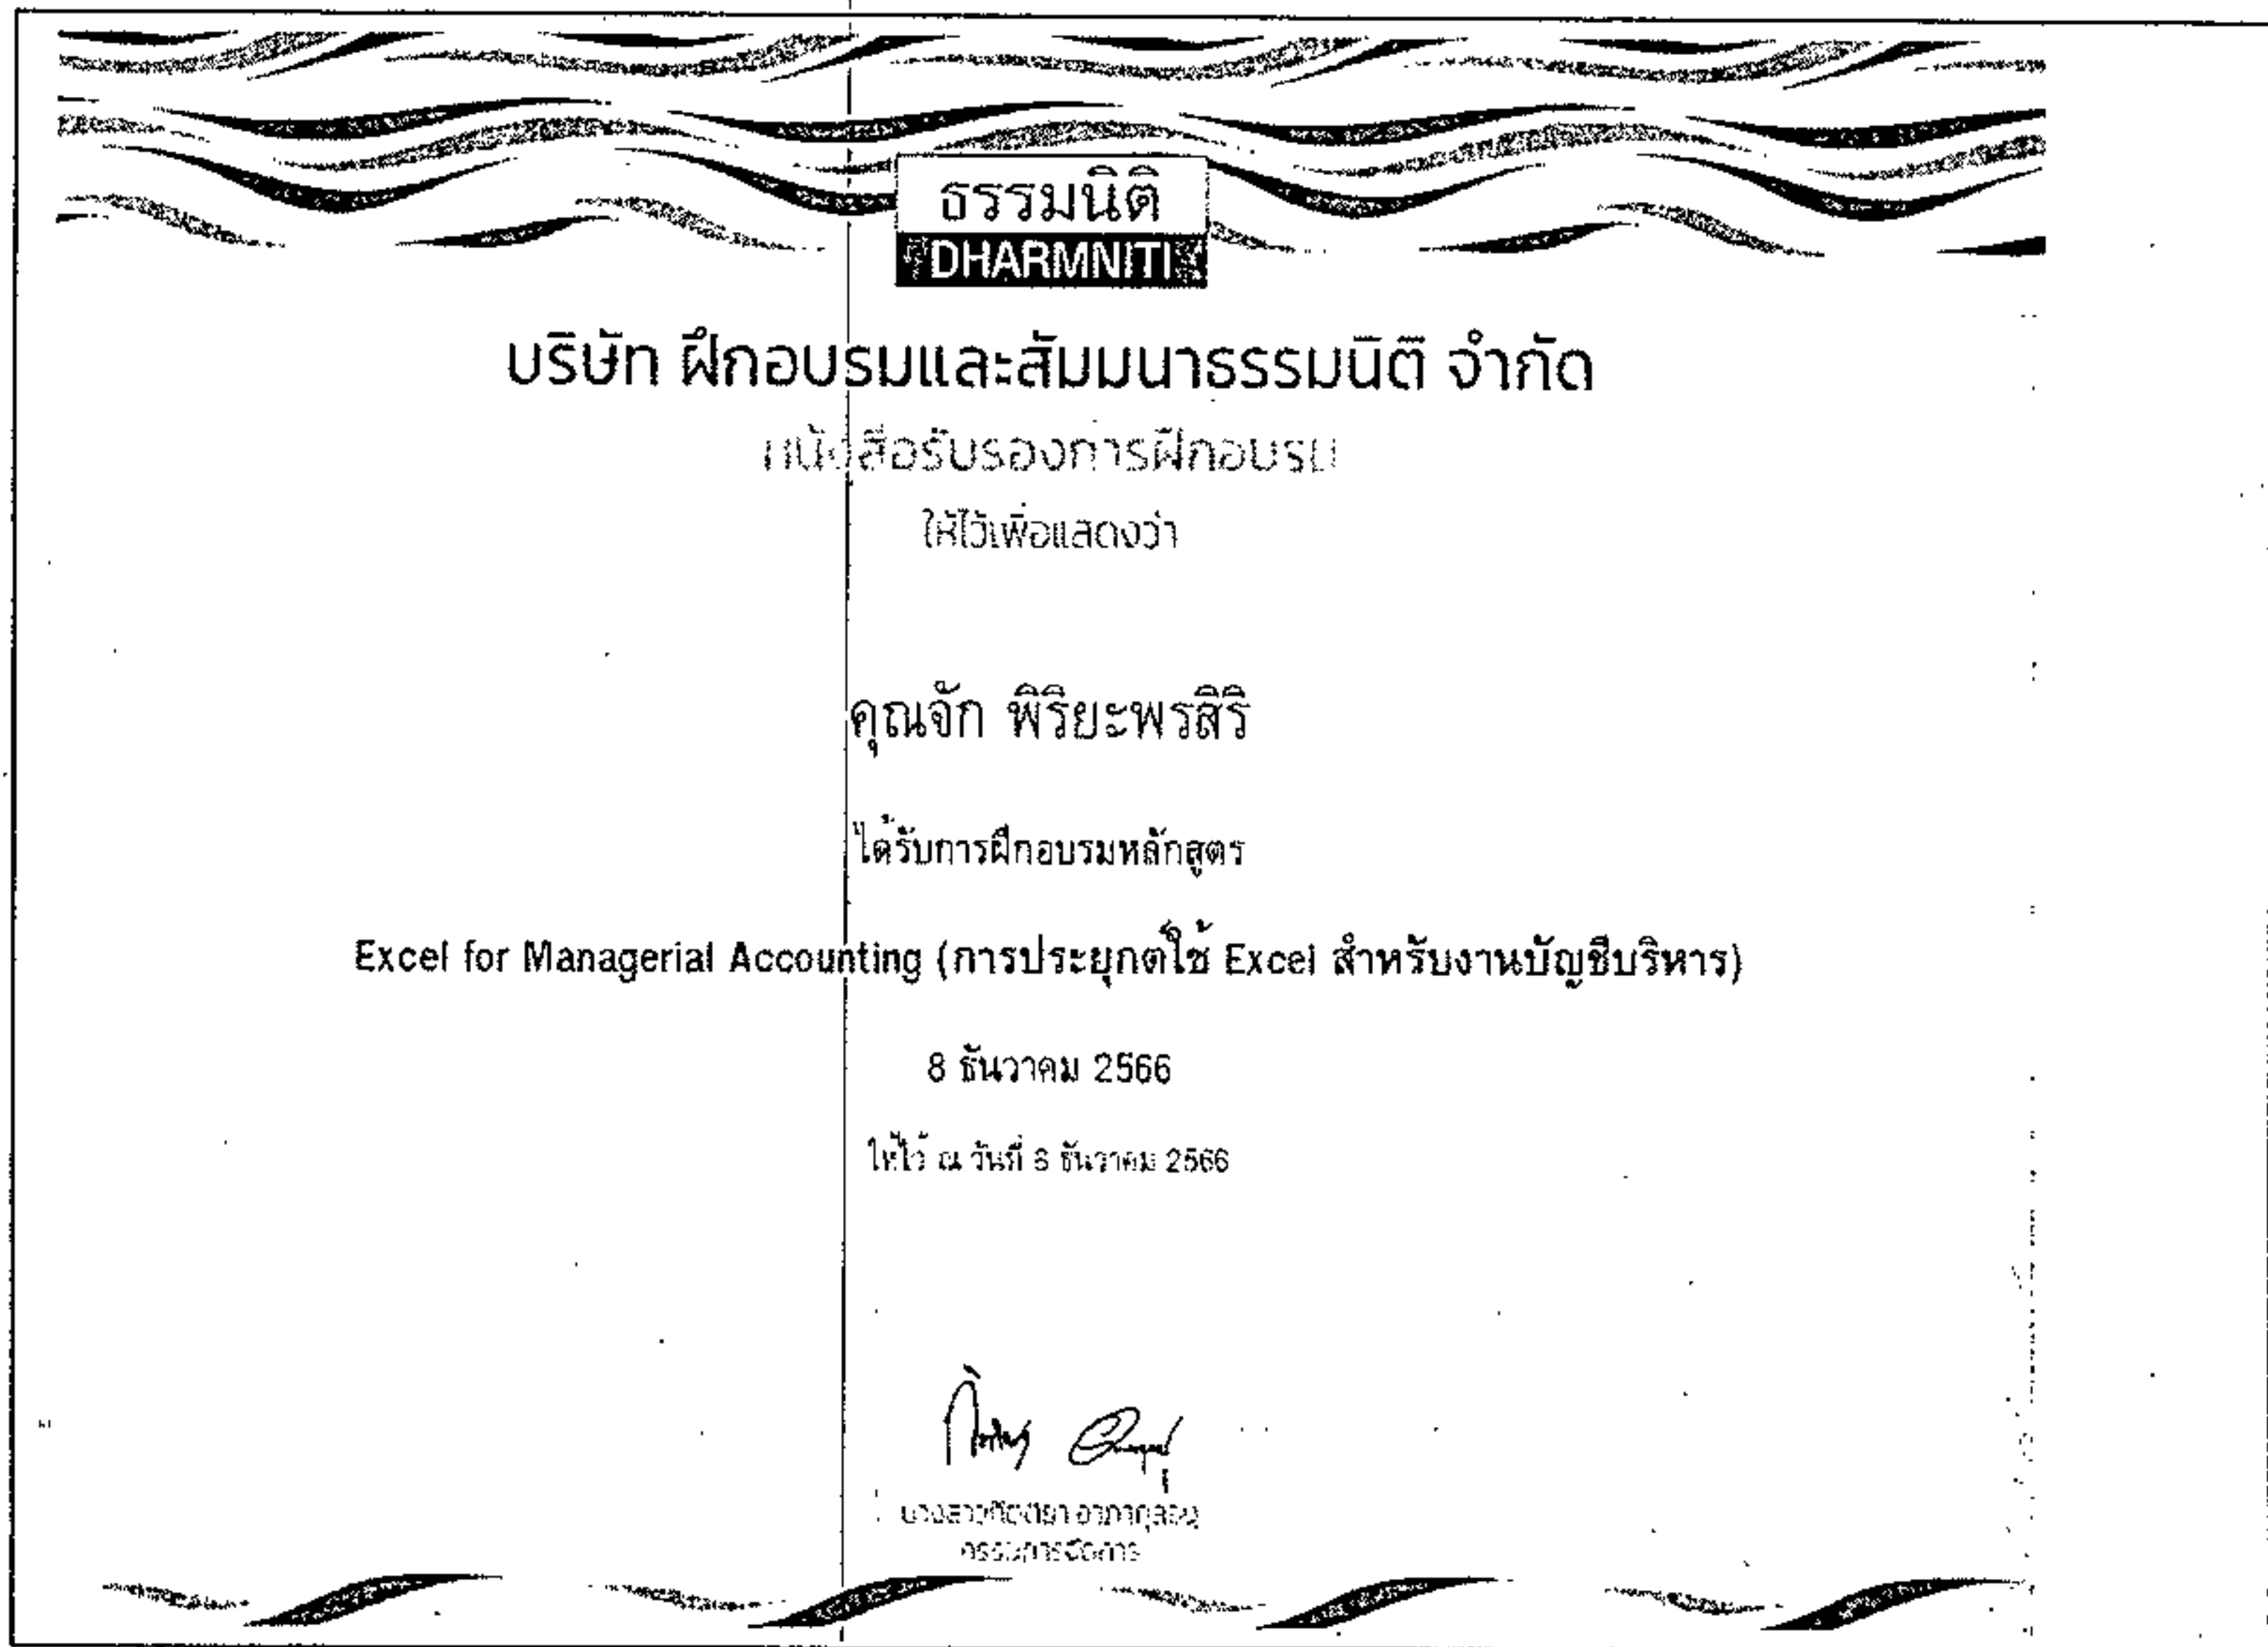 ธรรมนิติ
DHARMNITI
บริษัท ฝึกอบรมและสัมมนาธรรมนิติ จำกัด
หนังสือรับรองการฝึกอบรม
ให้ไว้เพื่อแสดงว่า
คุณจัก พิริยะพรสิริ
ได้รับการฝึกอบรมหลักสูตร
Excel for Managerial Accounting (การประยุกต์ใช้ Excel สำหรับงานบัญชีบริหาร)
8 ธันวาคม 2566
ให้ไว้ ณ วันที่ 8 ธันวาคม 2566
กรรมการจัดการ